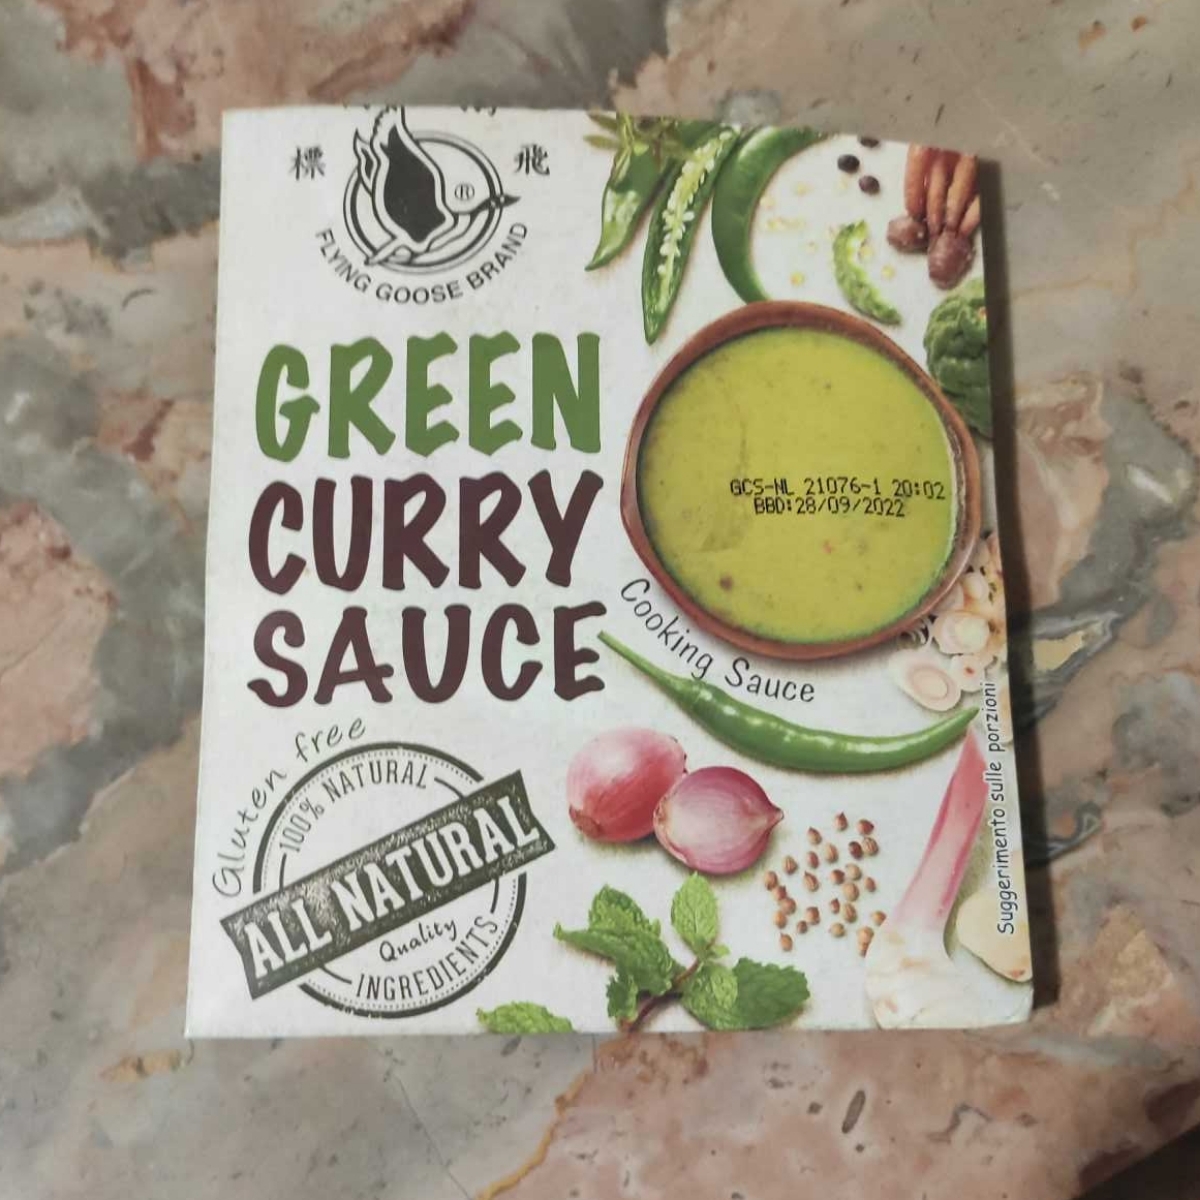 標 飛
®
FLYING GOOSE BRAND
GREEN
CURRY
SAUCE
GCS-NL 21076-1 20:02
BBD:28/09/2022
Cooking Sauce
Gluten free
100% NATURAL
ALL NATURAL
Quality
INGREDIENTS
Suggerimento sulle porzioni